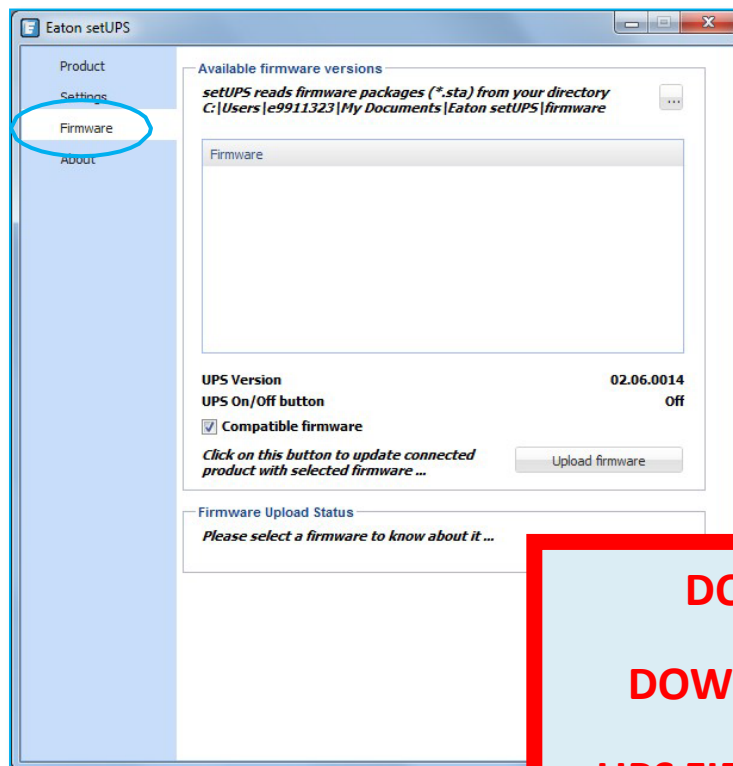 Eaton setUPS
Product
Settings
Firmware
About
Available firmware versions
setUPS reads firmware packages (*.sta) from your directory
C:|Users|e9911323|My Documents|Eaton setUPS|firmware
...
Firmware
UPS Version 02.06.0014
UPS On/Off button Off
Compatible firmware
Click on this button to update connected
product with selected firmware ...
Upload firmware
Firmware Upload Status
Please select a firmware to know about it ...